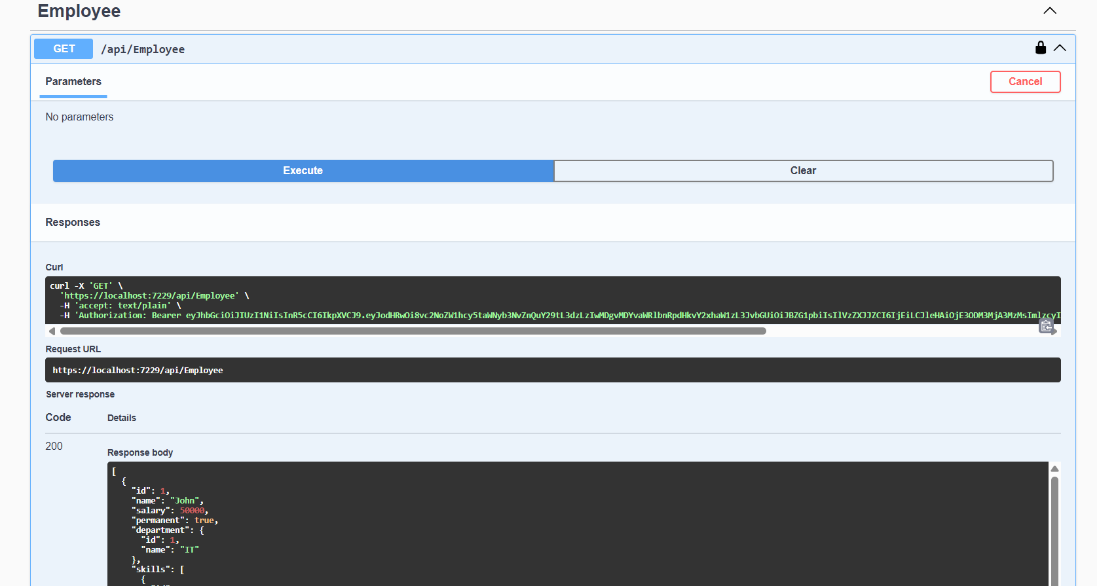 Employee
GET /api/Employee
Parameters
Cancel
No parameters
Execute
Clear
Responses
Curl
curl -X 'GET' \
'https://localhost:7229/api/Employee' \
-H 'accept: text/plain' \
-H 'Authorization: Bearer
Request URL
https://localhost:7229/api/Employee
Server response
Code Details
200
Response body
[
{
"id": 1,
"name": "John",
"salary": 50000,
"permanent": true,
"department": {
"id": 1,
"name": "IT"
},
"skills": [
{